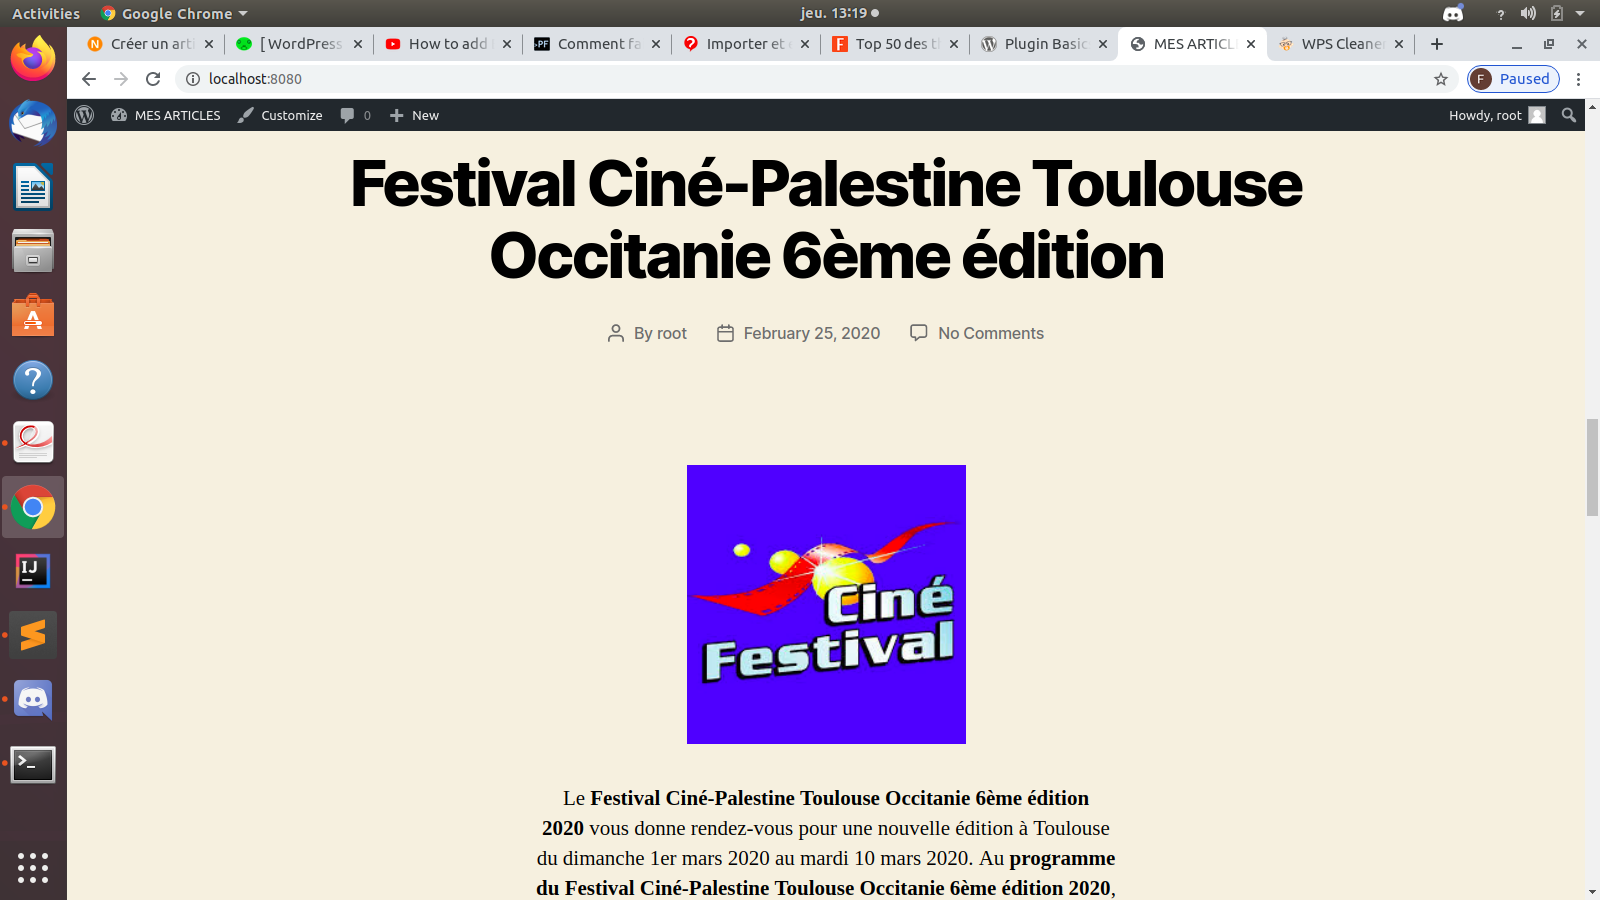 Activities
Google Chrome
jeu. 13:19
Créer un arti
[WordPress
How to add
Comment fa
Importer et
Top 50 des t
Plugin Basic
MES ARTICL
WPS Cleane
localhost:8080
F
Paused
MES ARTICLES
Customize
0
New
Howdy, root
Festival Ciné-Palestine Toulouse
Occitanie 6ème édition
By root
February 25, 2020
No Comments
Ciné
Festival
Le Festival Ciné-Palestine Toulouse Occitanie 6ème édition
2020 vous donne rendez-vous pour une nouvelle édition à Toulouse
du dimanche 1er mars 2020 au mardi 10 mars 2020. Au programme
du Festival Ciné-Palestine Toulouse Occitanie 6ème édition 2020,